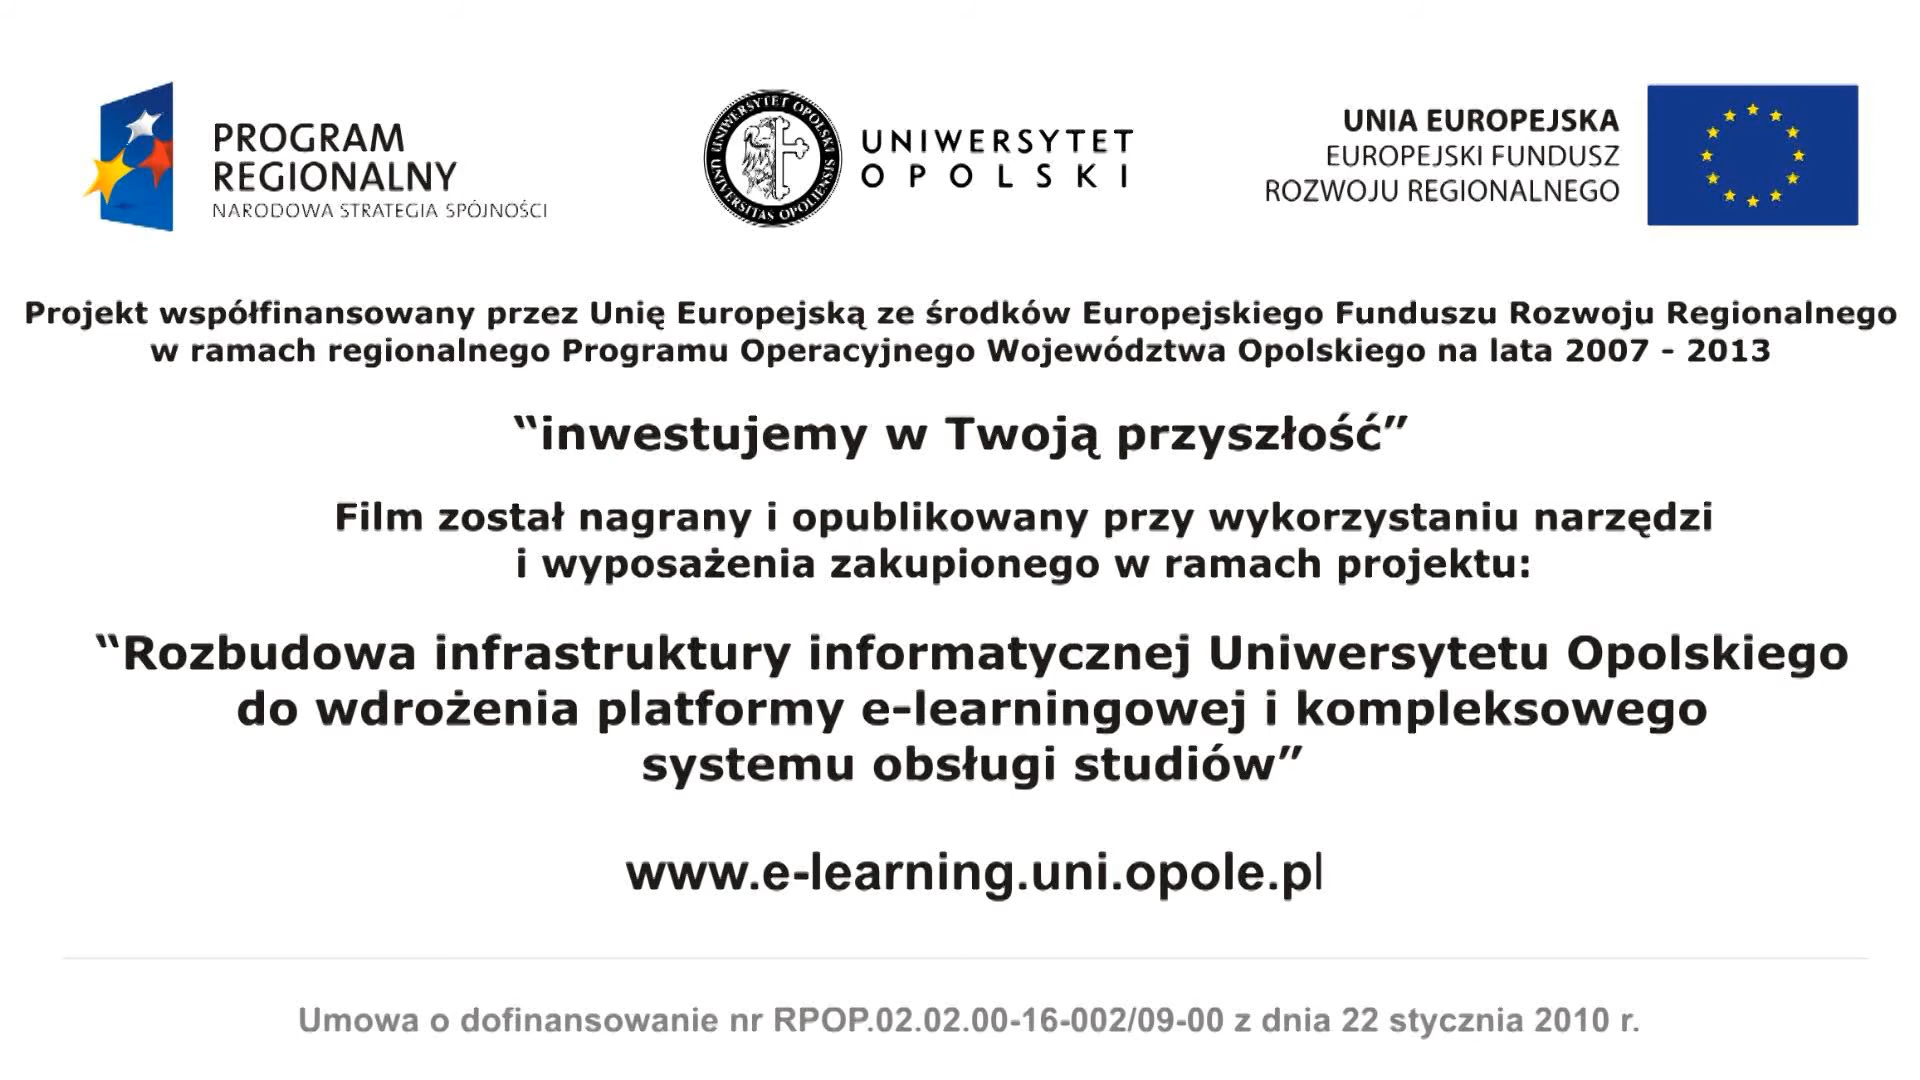 PROGRAM
REGIONALNY
NARODOWA STRATEGIA SPÓJNOŚCI
UNIWERSYTET OPOLSKI
UNIVERSITAS OPOLIENSIS
UNIWERSYTET
OPOLSKI
UNIA EUROPEJSKA
EUROPEJSKI FUNDUSZ
ROZWOJU REGIONALNEGO
Projekt współfinansowany przez Unię Europejską ze środków Europejskiego Funduszu Rozwoju Regionalnego
w ramach regionalnego Programu Operacyjnego Województwa Opolskiego na lata 2007 - 2013
“inwestujemy w Twoją przyszłość”
Film został nagrany i opublikowany przy wykorzystaniu narzędzi
i wyposażenia zakupionego w ramach projektu:
“Rozbudowa infrastruktury informatycznej Uniwersytetu Opolskiego
do wdrożenia platformy e-learningowej i kompleksowego
systemu obsługi studiów”
www.e-learning.uni.opole.pl
Umowa o dofinansowanie nr RPOP.02.02.00-16-002/09-00 z dnia 22 stycznia 2010 r.